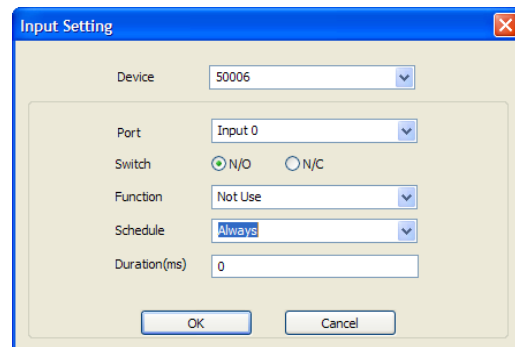 Input Setting
Device 50006
Port Input 0
Switch N/O N/C
Function Not Use
Schedule Always
Duration(ms) 0
OK Cancel